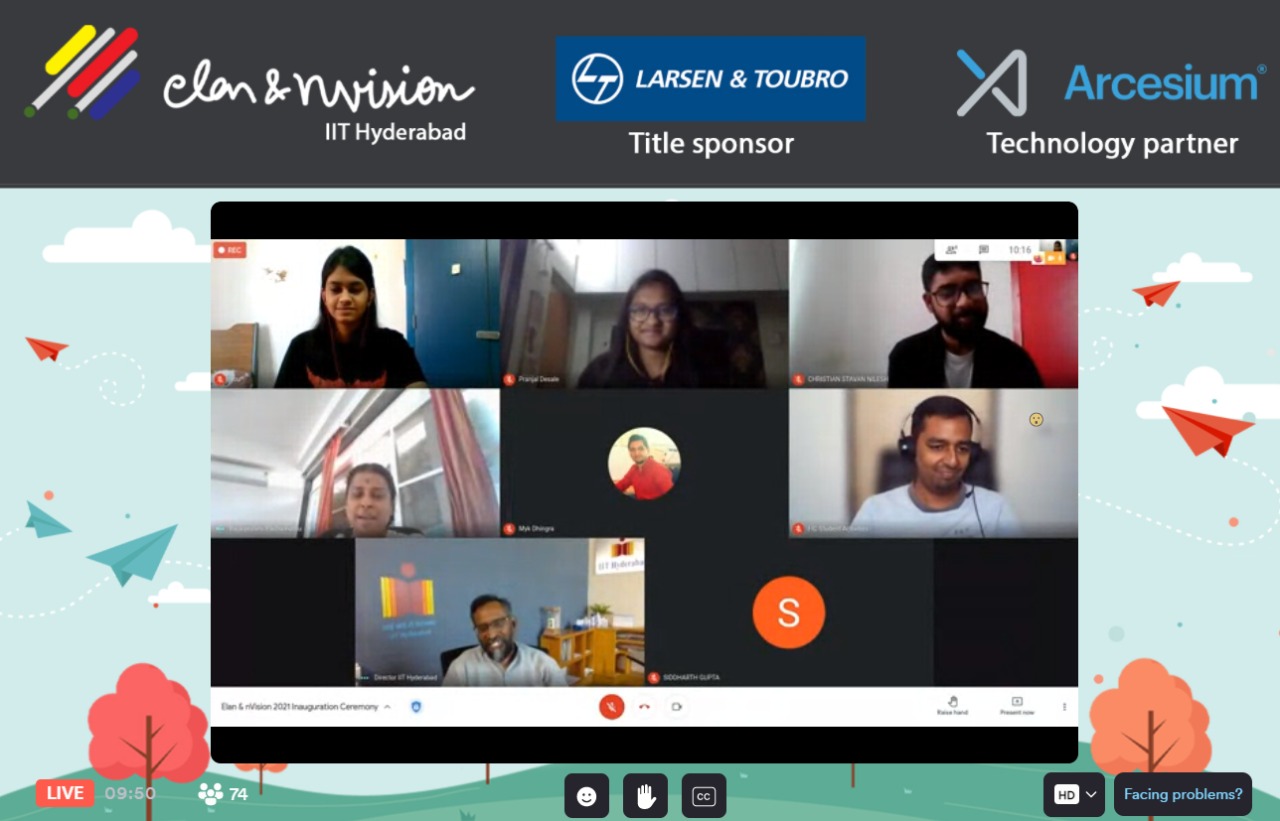 elan & nvision
IIT Hyderabad
LARSEN & TOUBRO
Title sponsor
Arcesium®
Technology partner
REC
10:16
Pranjal Desale
CHRISTIAN STAVAN NILESH
Myk Dhingra
F.C. Student Activities
IIT Hyderabad
IIT Hyderabad
Director IIT Hyderabad
S
SIDDHARTH GUPTA
Elan & nVision 2021 Inauguration Ceremony
Raise hand
Present now
LIVE
09:50
74
CC
HD
Facing problems?